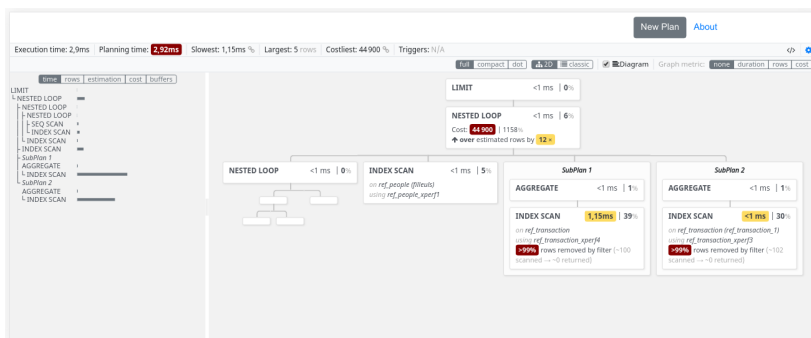 New Plan About
Execution time: 2,9ms Planning time: 2,92ms Slowest: 1,15ms % Largest: 5 rows Costliest: 44 900 % Triggers: N/A </>
full compact dot 2D classic Diagram Graph metric: none duration rows cost
time rows estimation cost buffers
LIMIT
NESTED LOOP
NESTED LOOP
NESTED LOOP
SEQ SCAN
INDEX SCAN
INDEX SCAN
INDEX SCAN
SubPlan 1
AGGREGATE
INDEX SCAN
SubPlan 2
AGGREGATE
INDEX SCAN
LIMIT <1 ms | 0%
NESTED LOOP <1 ms | 6%
Cost: 44 900 | 1158%
over estimated rows by 12 ×
NESTED LOOP <1 ms | 0%
INDEX SCAN <1 ms | 5%
on ref_people (filleuls)
using ref_people_xperf1
SubPlan 1
AGGREGATE <1 ms | 1%
INDEX SCAN 1,15ms | 39%
on ref_transaction
using ref_transaction_xperf4
>99% rows removed by filter (~100
scanned → ~0 returned)
SubPlan 2
AGGREGATE <1 ms | 1%
INDEX SCAN <1 ms | 30%
on ref_transaction (ref_transaction_1)
using ref_transaction_xperf3
>99% rows removed by filter (~102
scanned → ~0 returned)